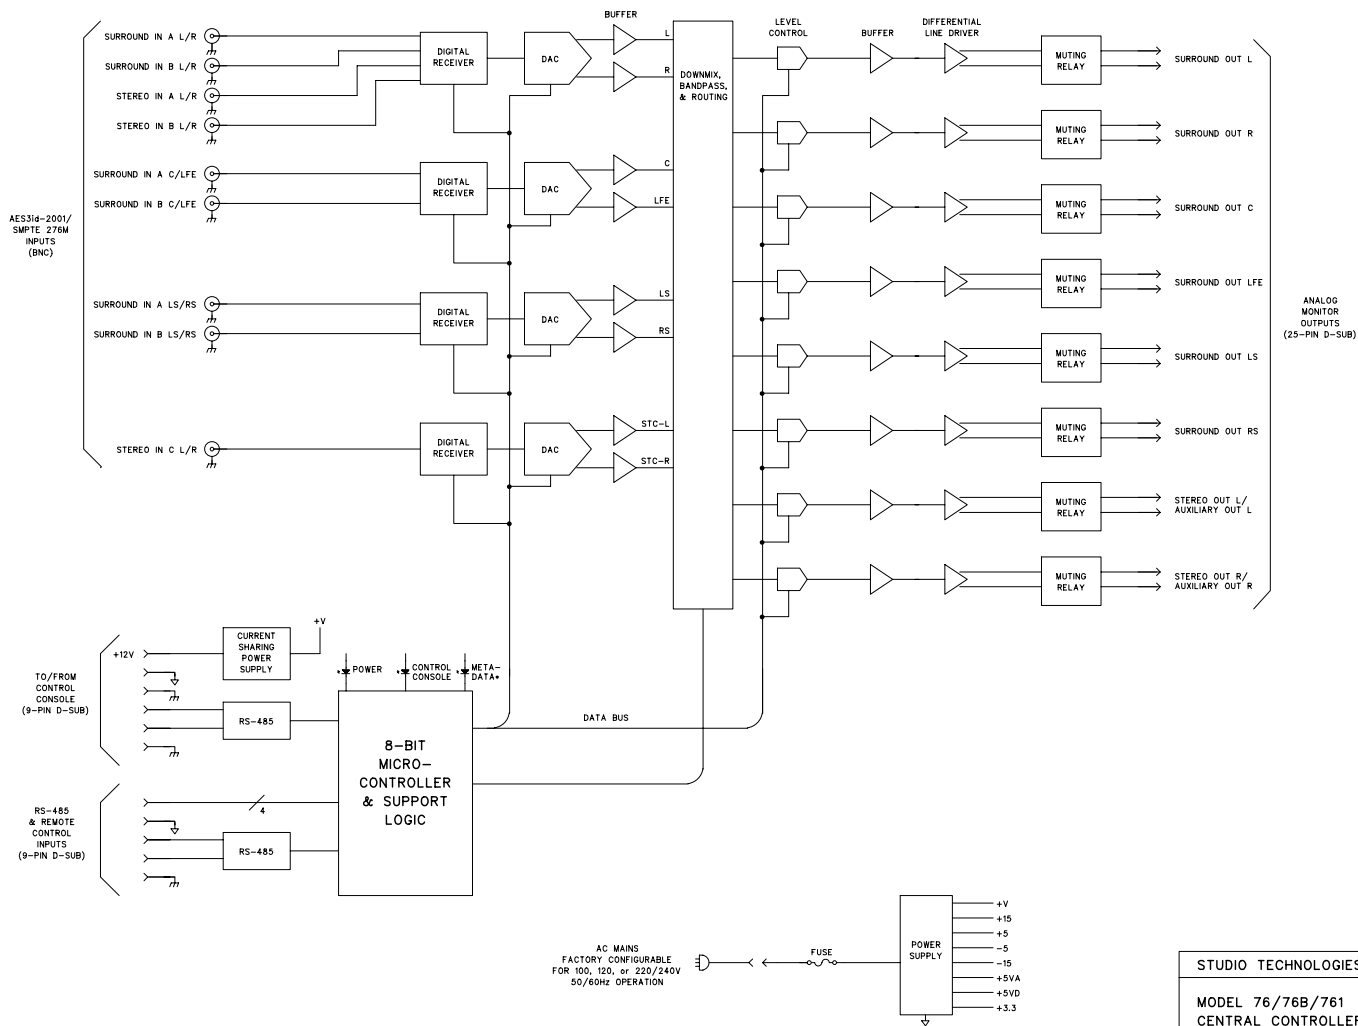 BUFFER
LEVEL
CONTROL
BUFFER
DIFFERENTIAL
LINE DRIVER
SURROUND IN A L/R
SURROUND IN B L/R
STEREO IN A L/R
STEREO IN B L/R
DIGITAL
RECEIVER
DAC
L
R
DOWNMIX,
BANDPASS,
& ROUTING
MUTING
RELAY
SURROUND OUT L
MUTING
RELAY
SURROUND OUT R
SURROUND IN A C/LFE
SURROUND IN B C/LFE
DIGITAL
RECEIVER
DAC
C
LFE
MUTING
RELAY
SURROUND OUT C
AES3id-2001/
SMPTE 276M
INPUTS
(BNC)
MUTING
RELAY
SURROUND OUT LFE
SURROUND IN A LS/RS
SURROUND IN B LS/RS
DIGITAL
RECEIVER
DAC
LS
RS
ANALOG
MONITOR
OUTPUTS
(25-PIN D-SUB)
MUTING
RELAY
SURROUND OUT LS
STEREO IN C L/R
DIGITAL
RECEIVER
DAC
STC-L
STC-R
MUTING
RELAY
SURROUND OUT RS
MUTING
RELAY
STEREO OUT L/
AUXILIARY OUT L
MUTING
RELAY
STEREO OUT R/
AUXILIARY OUT R
TO/FROM
CONTROL
CONSOLE
(9-PIN D-SUB)
+12V
CURRENT
SHARING
POWER
SUPPLY
+V
RS-485
POWER
CONTROL
CONSOLE
META-
DATA*
DATA BUS
8-BIT
MICRO-
CONTROLLER
& SUPPORT
LOGIC
RS-485
& REMOTE
CONTROL
INPUTS
(9-PIN D-SUB)
4
RS-485
AC MAINS
FACTORY CONFIGURABLE
FOR 100, 120, or 220/240V
50/60Hz OPERATION
FUSE
POWER
SUPPLY
+V
+15
+5
-5
-15
+5VA
+5VD
+3.3
STUDIO TECHNOLOGIES
MODEL 76/76B/761
CENTRAL CONTROLLER